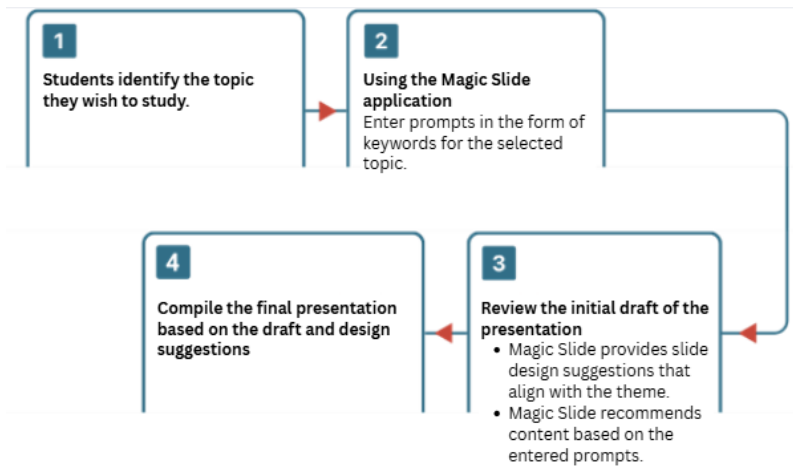 1
Students identify the topic
they wish to study.
2
Using the Magic Slide
application
Enter prompts in the form of
keywords for the selected
topic.
3
Review the initial draft of the
presentation
• Magic Slide provides slide
design suggestions that
align with the theme.
• Magic Slide recommends
content based on the
entered prompts.
4
Compile the final presentation
based on the draft and design
suggestions